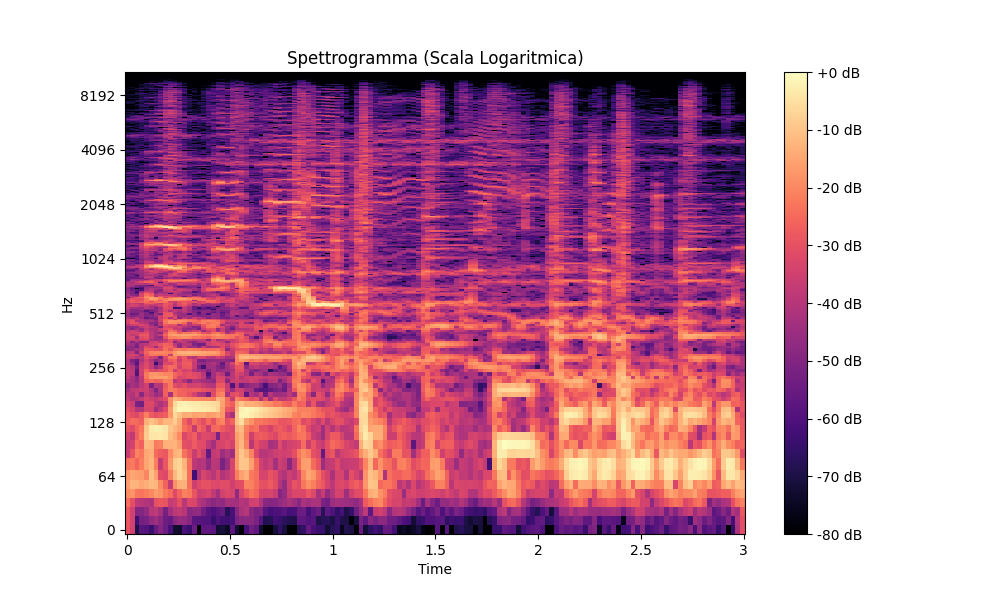 Spettrogramma (Scala Logaritmica)
8192
4096
2048
1024
512
256
128
64
0
Hz
0
0.5
1
1.5
2
2.5
3
Time
+0 dB
-10 dB
-20 dB
-30 dB
-40 dB
-50 dB
-60 dB
-70 dB
-80 dB